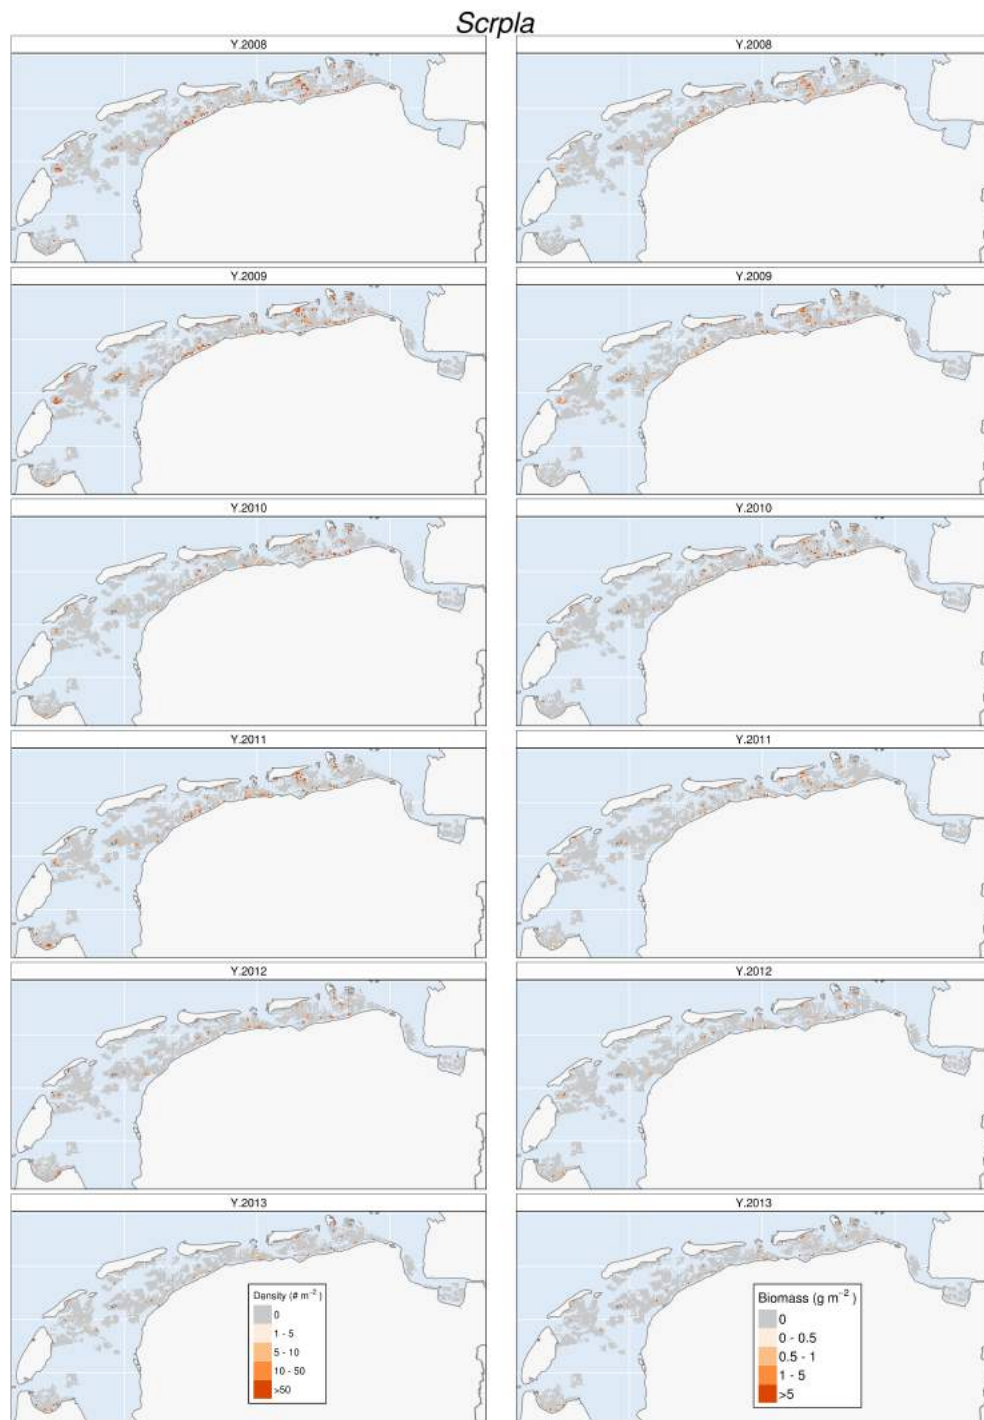 Scrpla
Y.2008
Y.2008
Y.2009
Y.2009
Y.2010
Y.2010
Y.2011
Y.2011
Y.2012
Y.2012
Y.2013
Y.2013
Density (# m⁻²)
0
1 - 5
5 - 10
10 - 50
>50
Biomass (g m⁻²)
0
0 - 0.5
0.5 - 1
1 - 5
>5